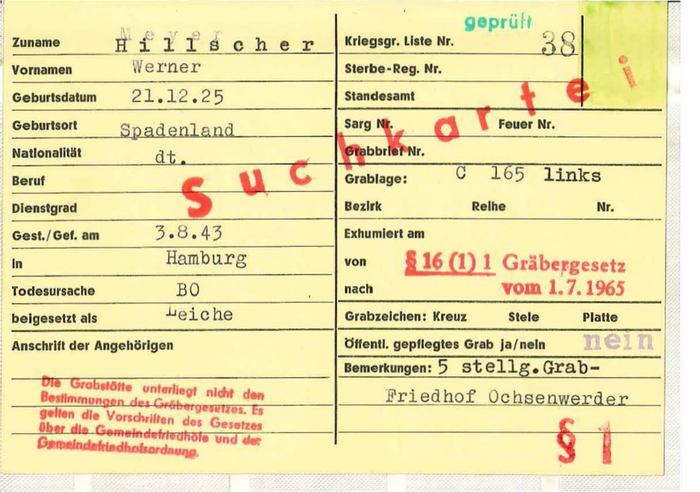 geprüft
Zuname Hillscher
Meyer
Vornamen Werner
Geburtsdatum 21.12.25
Geburtsort Spadenland
Nationalität dt.
Beruf
Dienstgrad
Gest./Gef. am 3.8.43
In Hamburg
Todesursache BO
beigesetzt als Leiche
Anschrift der Angehörigen
Die Grabstätte unterliegt nicht den
Bestimmungen des Gräbergesetzes. Es
gelten die Vorschriften des Gesetzes
über die Gemeindefriedhöfe und der
Gemeindefriedhofsordnung.
Suchkartei
Kriegsgr. Liste Nr. 38
Sterbe-Reg. Nr.
Standesamt
Sarg Nr. Feuer Nr.
Grabbrief Nr.
Grablage: C 165 links
Bezirk Reihe Nr.
Exhumiert am
von § 16 (1) 1 Gräbergesetz
nach vom 1.7.1965
Grabzeichen: Kreuz Stele Platte
Öffentl. gepflegtes Grab ja/nein nein
Bemerkungen: 5 stellg.Grab-
Friedhof Ochsenwerder
§ 1